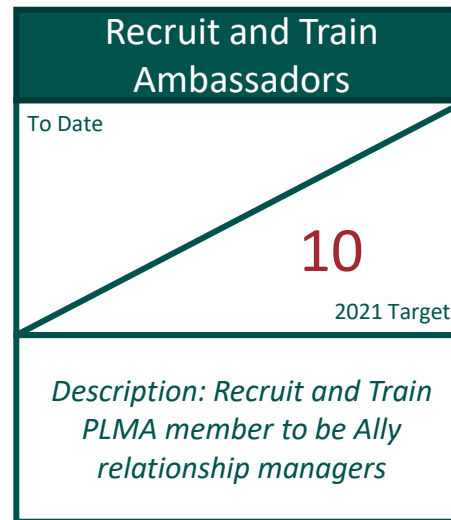 Recruit and Train
Ambassadors
To Date
10
2021 Target
Description: Recruit and Train
PLMA member to be Ally
relationship managers